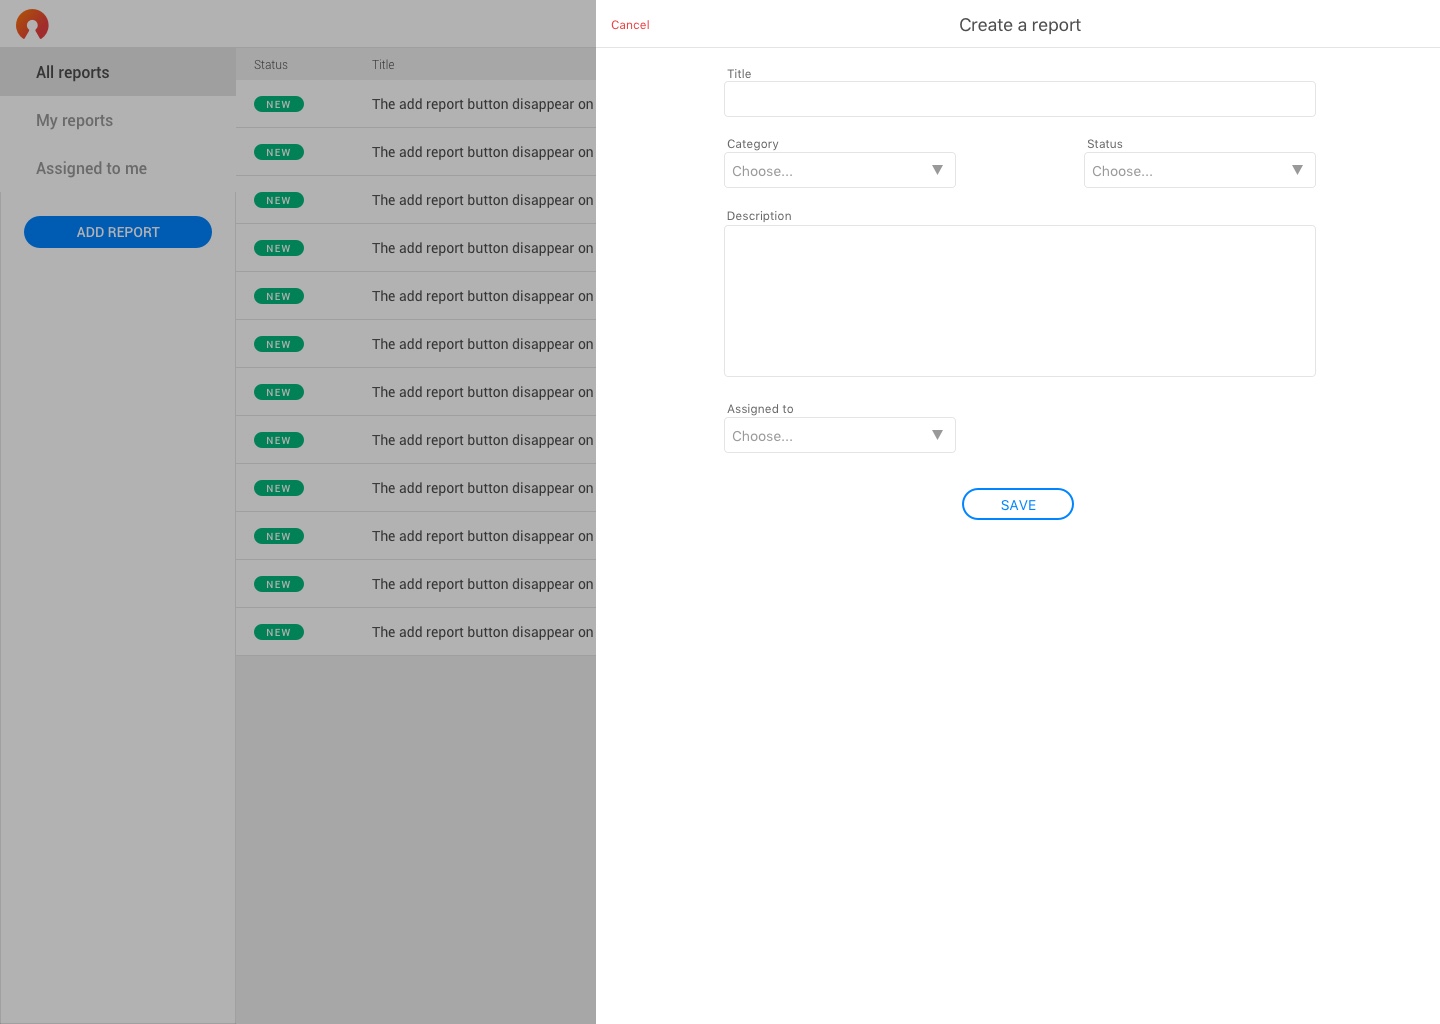 Cancel
Create a report
All reports
My reports
Assigned to me
ADD REPORT
Status Title
NEW The add report button disappear on
NEW The add report button disappear on
NEW The add report button disappear on
NEW The add report button disappear on
NEW The add report button disappear on
NEW The add report button disappear on
NEW The add report button disappear on
NEW The add report button disappear on
NEW The add report button disappear on
NEW The add report button disappear on
NEW The add report button disappear on
NEW The add report button disappear on
Title
Category Status
Choose... Choose...
Description
Assigned to
Choose...
SAVE